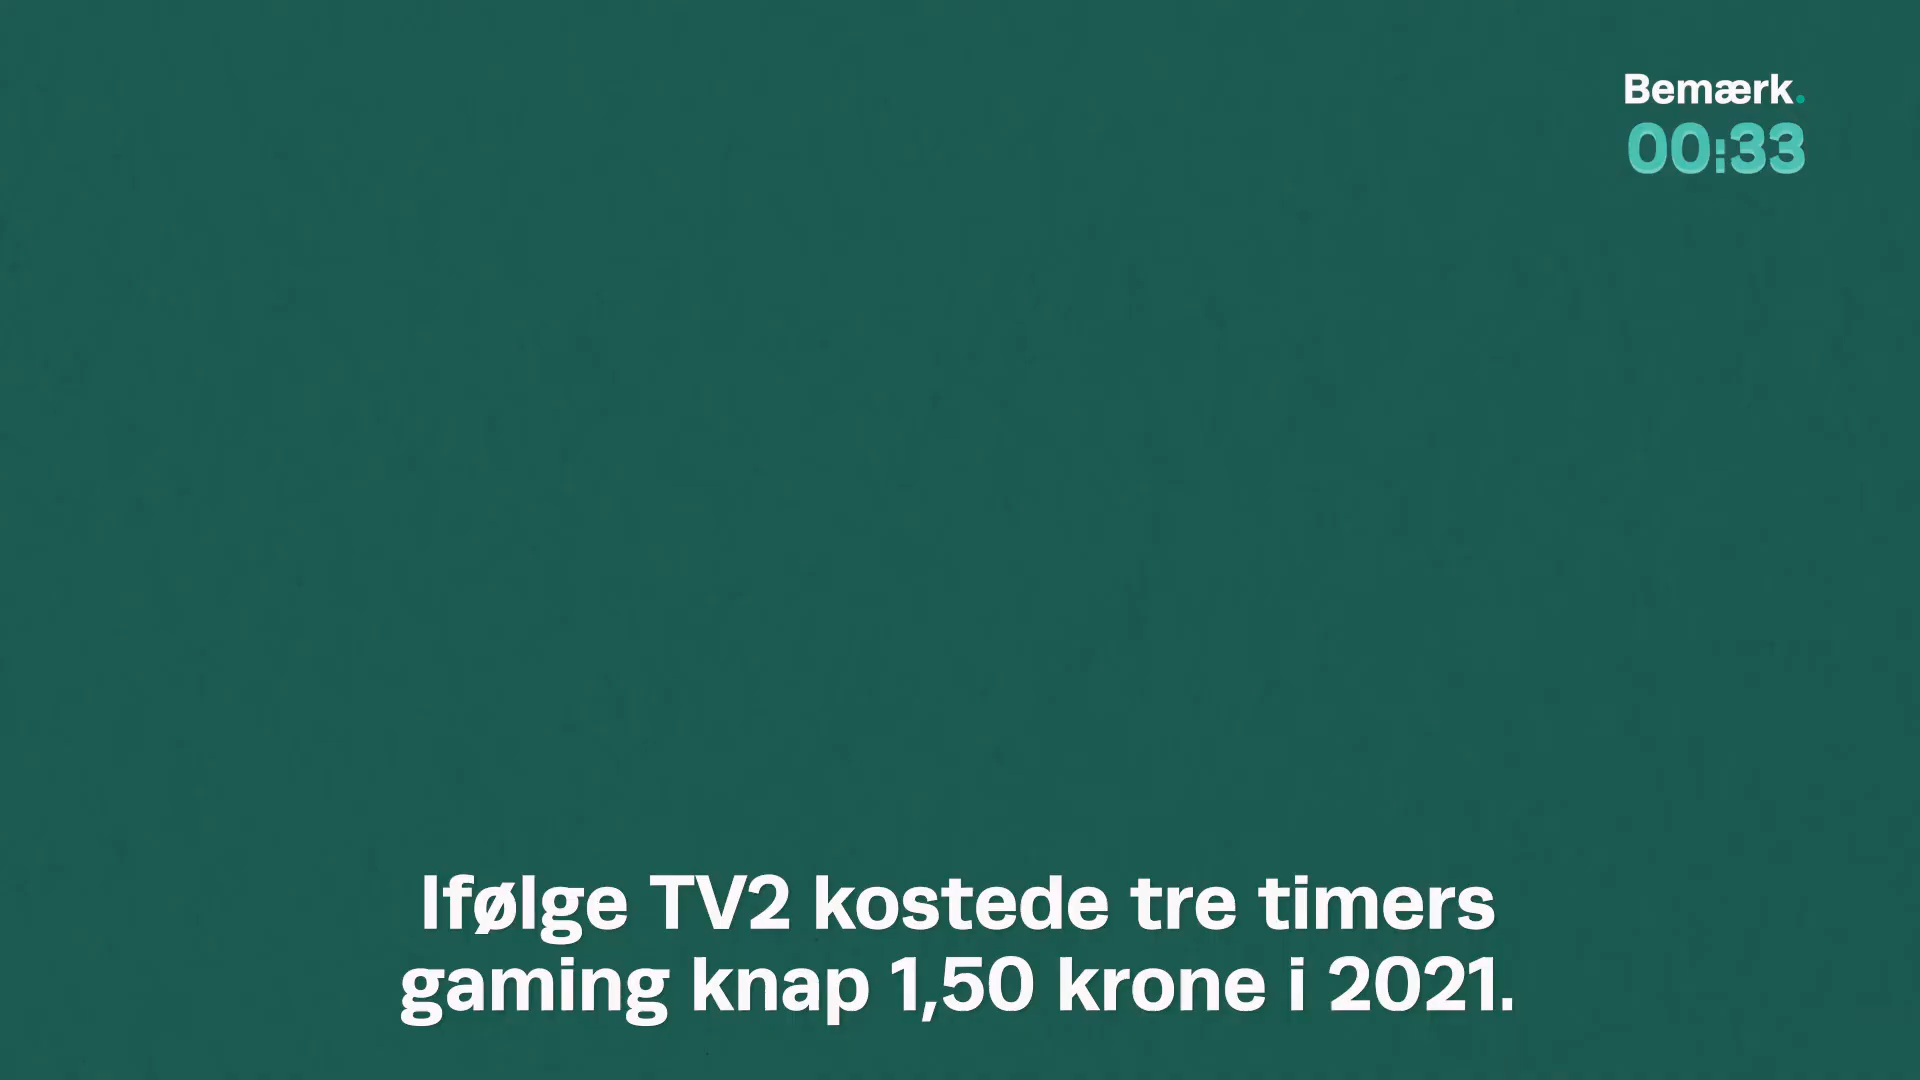 Bemærk.
00:33
Ifølge TV2 kostede tre timers
gaming knap 1,50 krone i 2021.